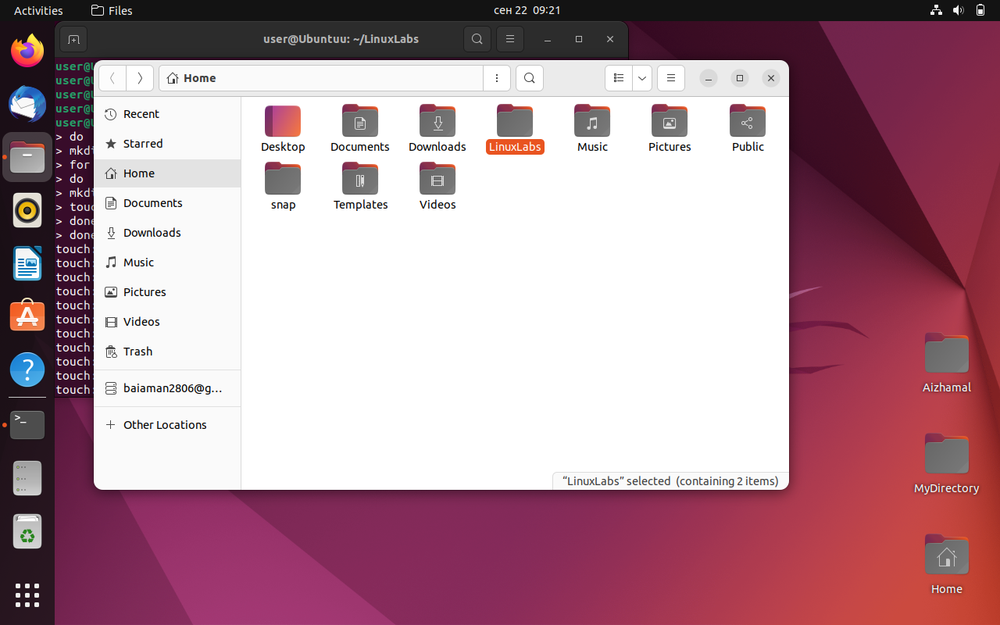 Activities
Files
сен 22 09:21
user@Ubuntuu: ~/LinuxLabs
user@
user@
user@
user@
user@
> do
> mkd
> for
> do
> mkd
> touc
> done
> done
touch:
touch:
touch:
touch:
touch:
touch:
touch:
touch:
touch:
touch:
touch:
Home
Recent
Starred
Home
Documents
Downloads
Music
Pictures
Videos
Trash
baiaman2806@g…
Other Locations
Desktop
Documents
Downloads
LinuxLabs
Music
Pictures
Public
snap
Templates
Videos
“LinuxLabs” selected (containing 2 items)
Aizhamal
MyDirectory
Home